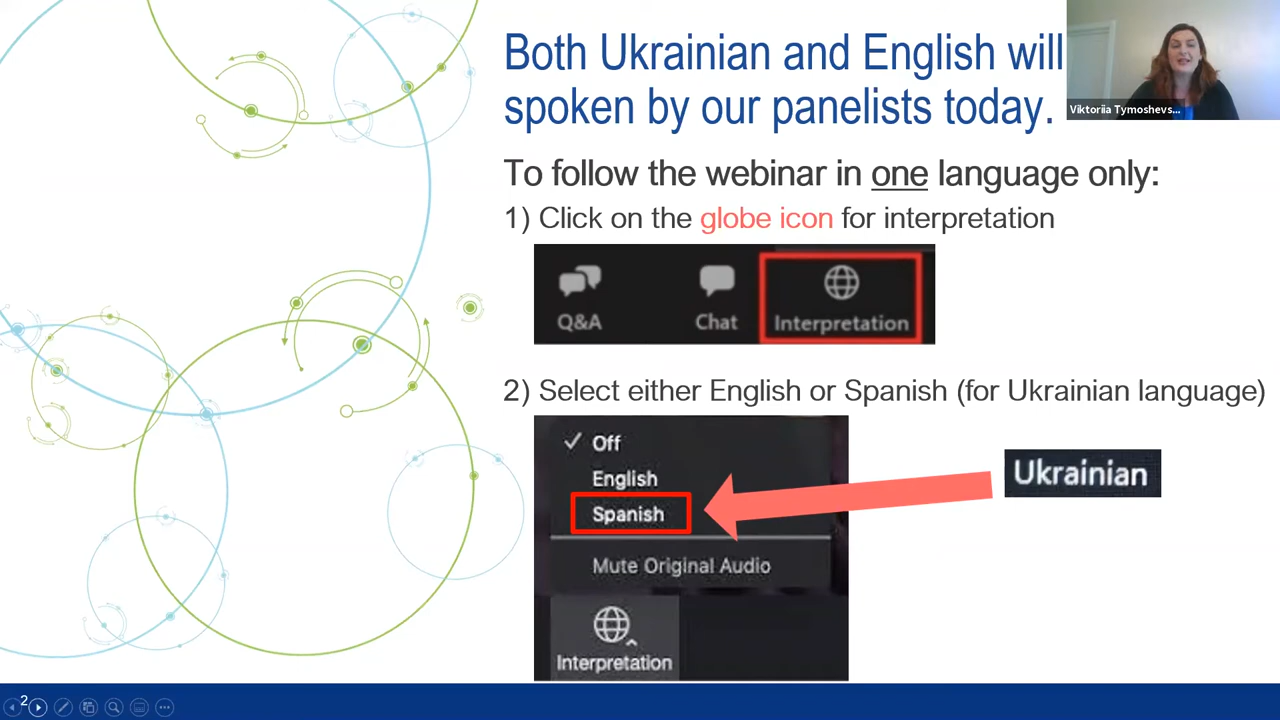 Both Ukrainian and English will
spoken by our panelists today.
Viktoriia Tymoshevs...
To follow the webinar in one language only:
1) Click on the globe icon for interpretation
Q&A
Chat
Interpretation
2) Select either English or Spanish (for Ukrainian language)
Off
English
Spanish
Ukrainian
Mute Original Audio
Interpretation
2